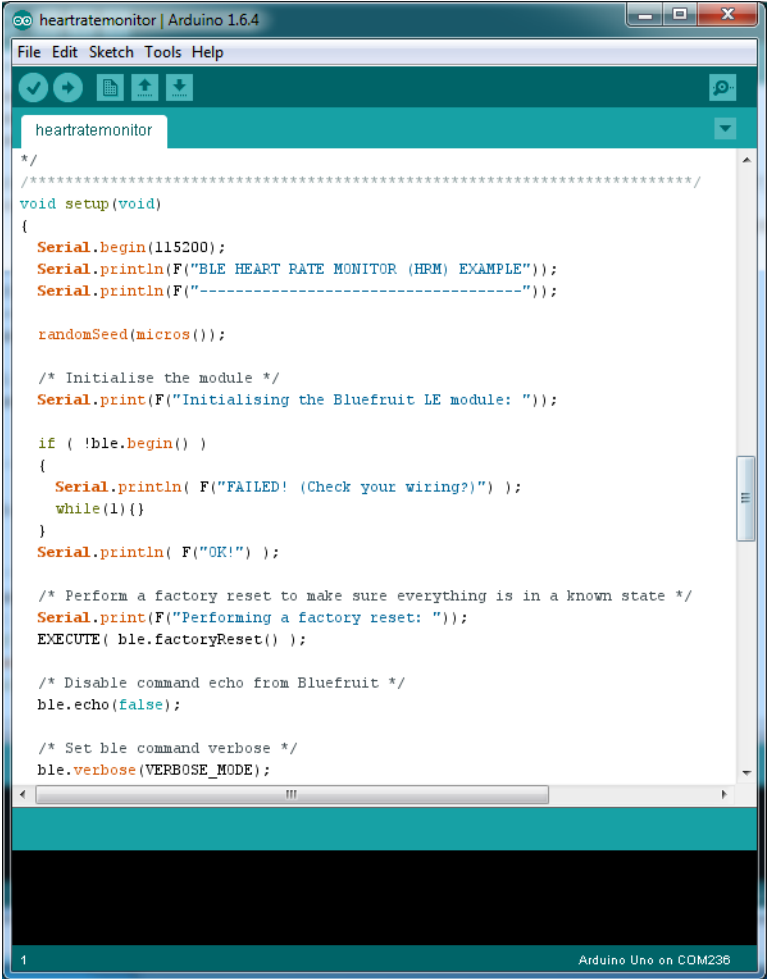 heartratemonitor | Arduino 1.6.4
File Edit Sketch Tools Help
heartratemonitor
*/
/***************************************************************************/
void setup(void)
{
  Serial.begin(115200);
  Serial.println(F("BLE HEART RATE MONITOR (HRM) EXAMPLE"));
  Serial.println(F("------------------------------------"));
  randomSeed(micros());
  /* Initialise the module */
  Serial.print(F("Initialising the Bluefruit LE module: "));
  if ( !ble.begin() )
  {
    Serial.println( F("FAILED! (Check your wiring?)") );
    while(1){}
  }
  Serial.println( F("OK!") );
  /* Perform a factory reset to make sure everything is in a known state */
  Serial.print(F("Performing a factory reset: "));
  EXECUTE( ble.factoryReset() );
  /* Disable command echo from Bluefruit */
  ble.echo(false);
  /* Set ble command verbose */
  ble.verbose(VERBOSE_MODE);
1
Arduino Uno on COM236